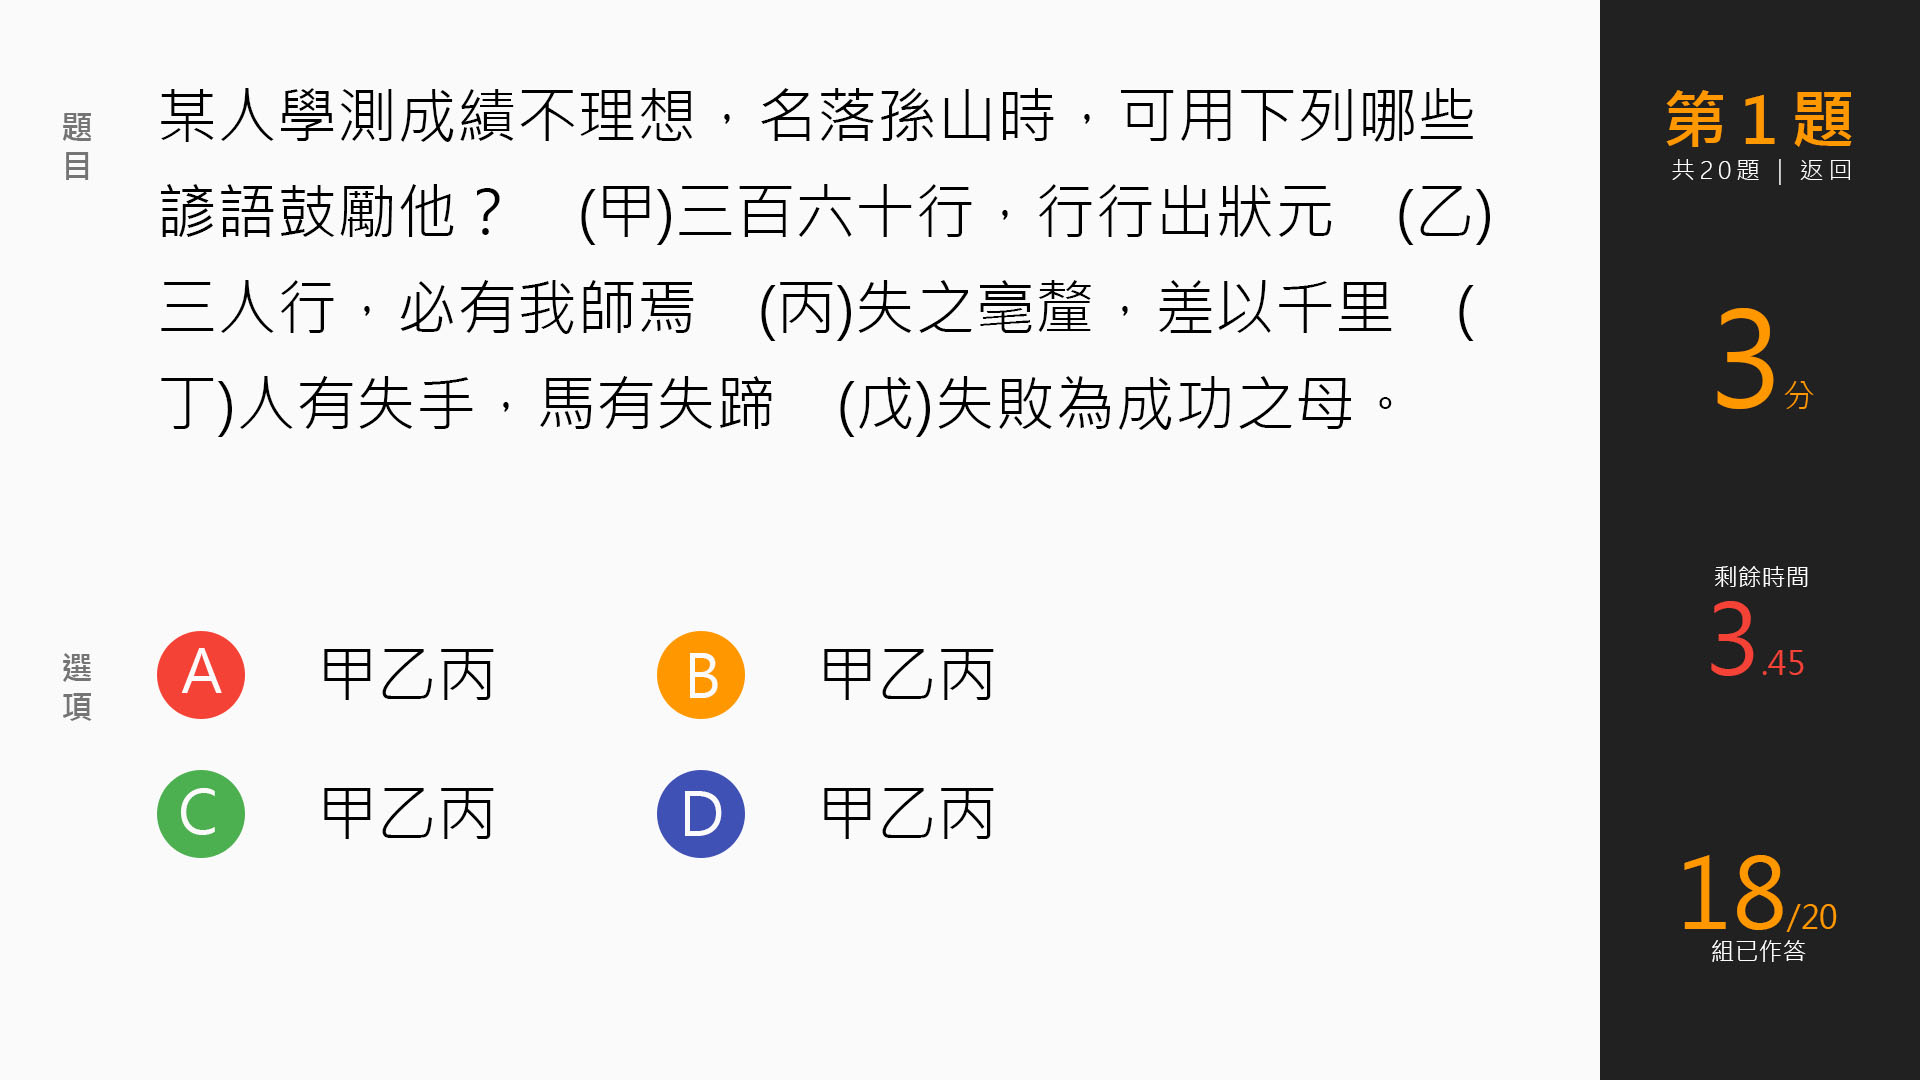 題目
某人學測成績不理想，名落孫山時，可用下列哪些
諺語鼓勵他？　(甲)三百六十行，行行出狀元　(乙)
三人行，必有我師焉　(丙)失之毫釐，差以千里　(
丁)人有失手，馬有失蹄　(戊)失敗為成功之母。
選項
A 甲乙丙
B 甲乙丙
C 甲乙丙
D 甲乙丙
第1題
共20題 | 返回
3分
剩餘時間
3.45
18/20
組已作答